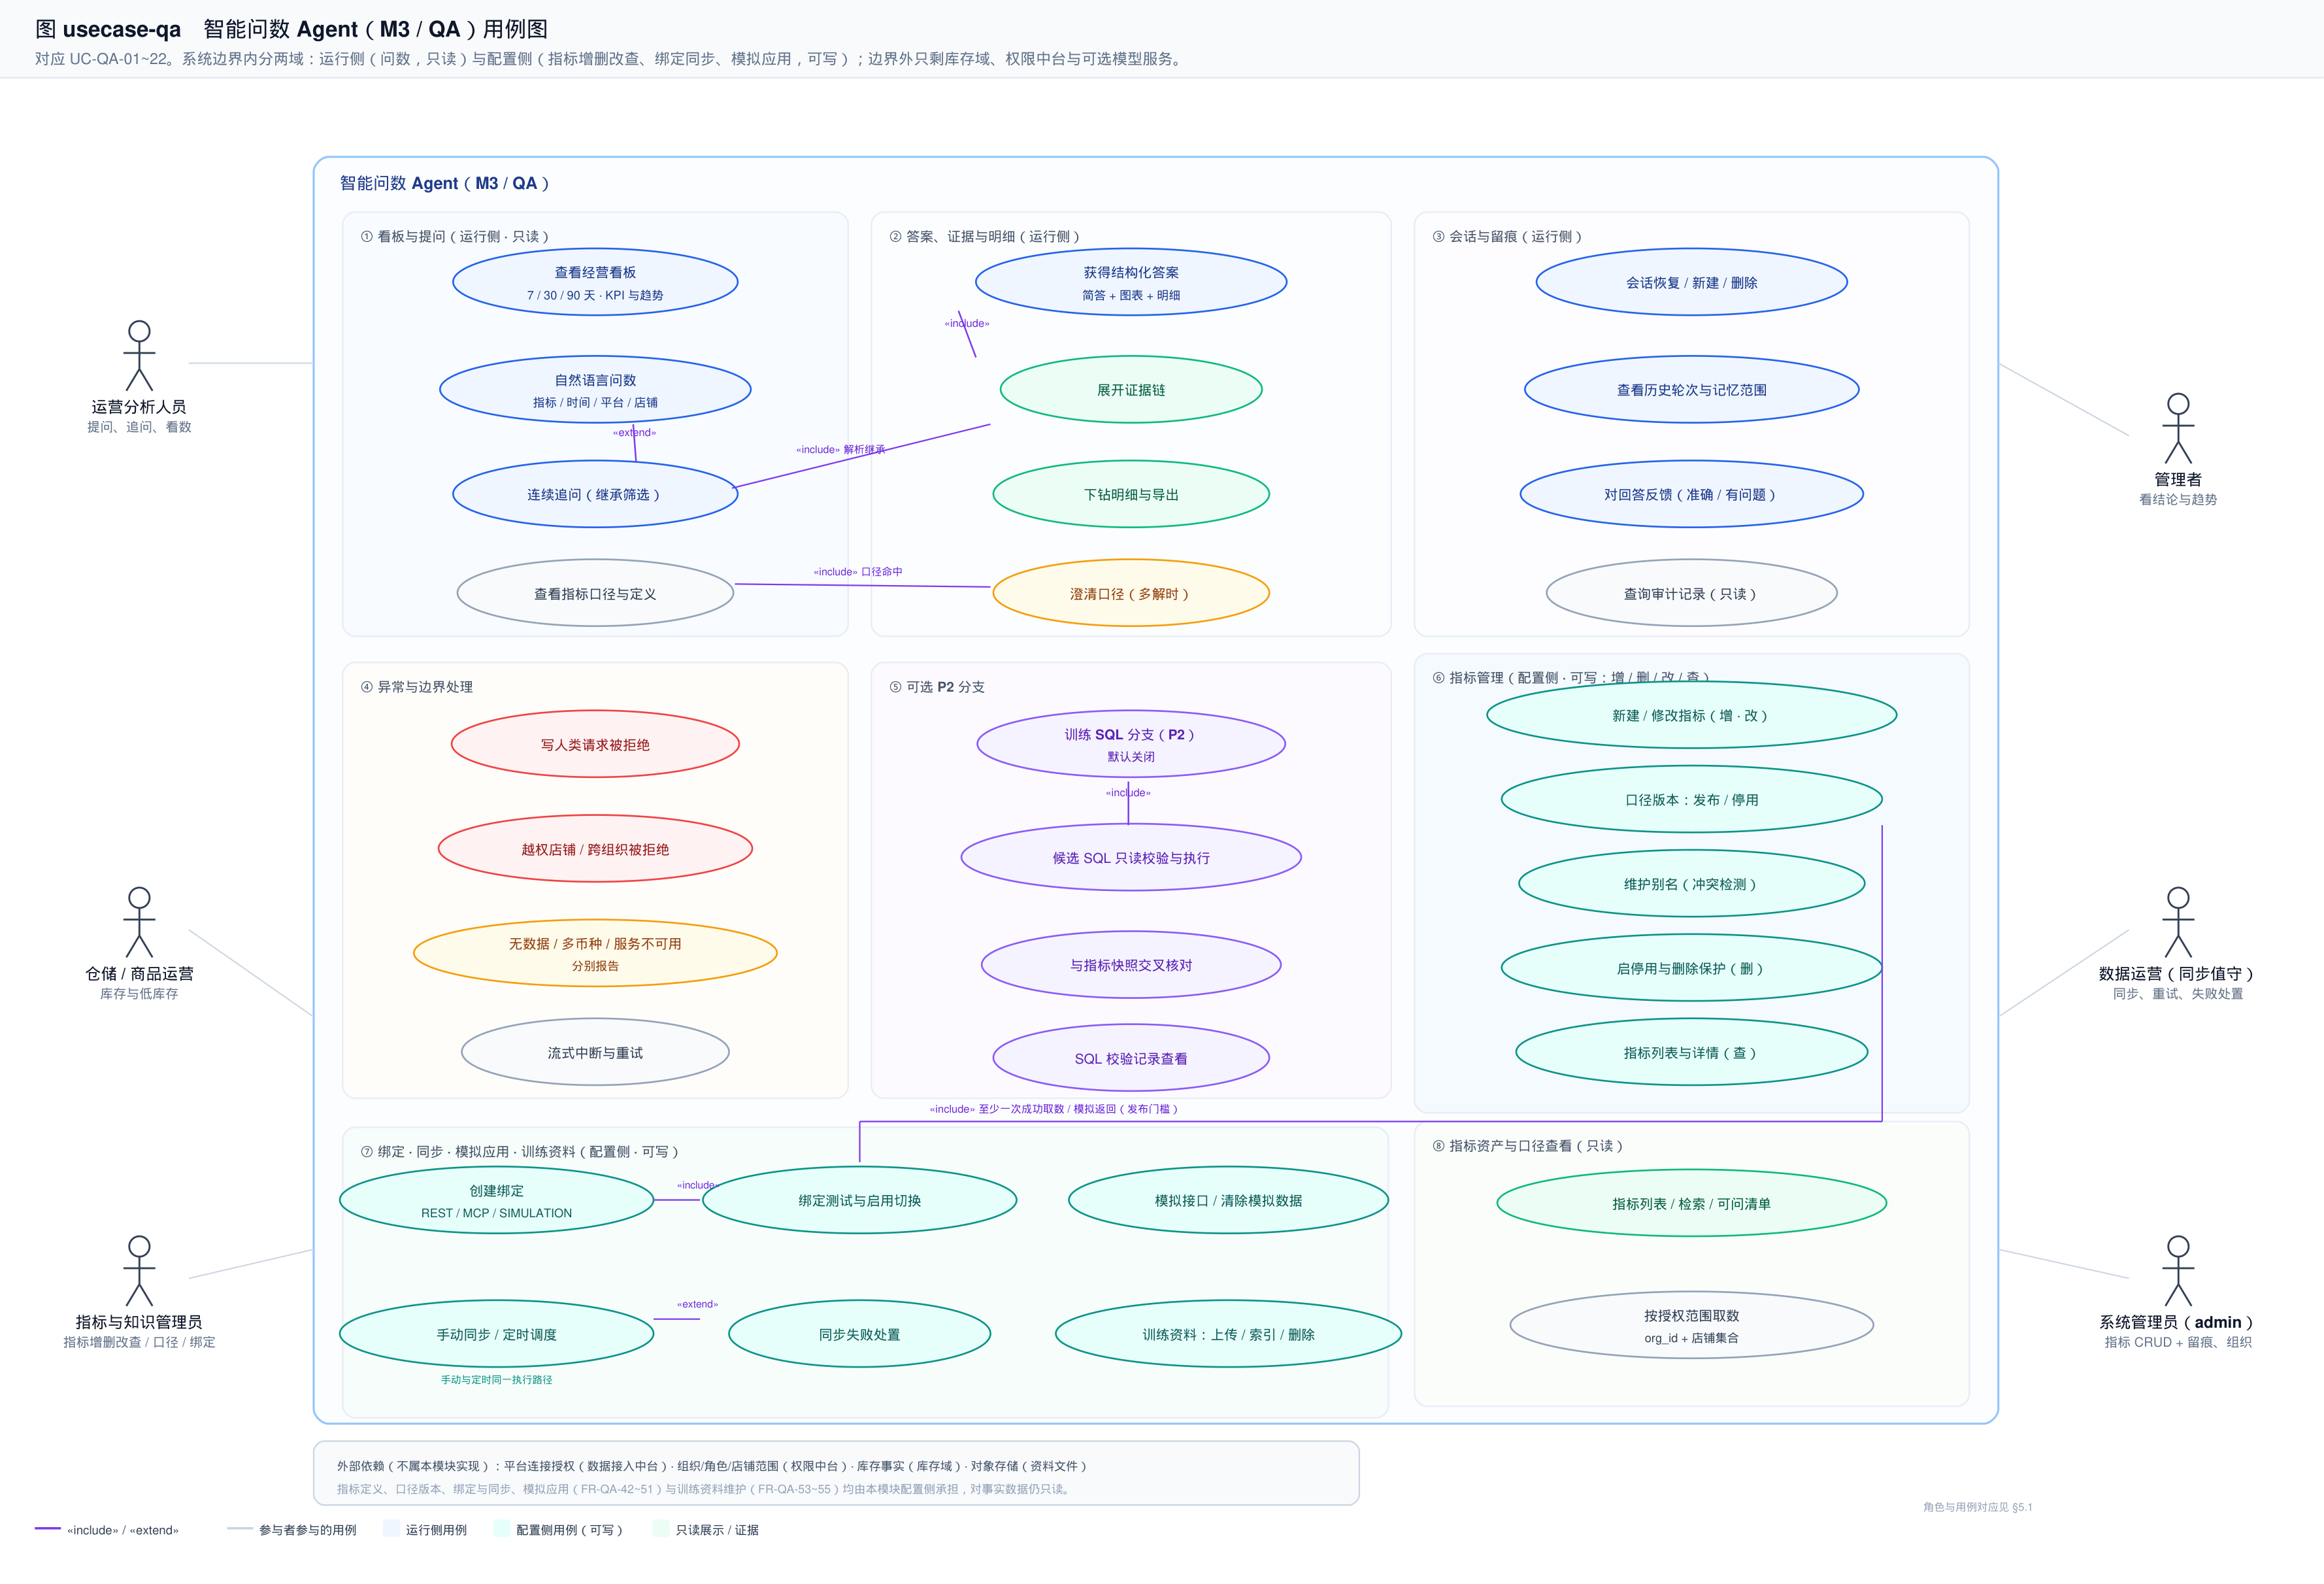 图 usecase-qa　智能问数 Agent（M3 / QA）用例图
对应 UC-QA-01~22。系统边界内分两域：运行侧（问数，只读）与配置侧（指标增删改查、绑定同步、模拟应用，可写）；边界外只剩库存域、权限中台与可选模型服务。
智能问数 Agent（M3 / QA）
① 看板与提问（运行侧 · 只读）
查看经营看板
7 / 30 / 90 天 · KPI 与趋势
自然语言问数
指标 / 时间 / 平台 / 店铺
«extend»
连续追问（继承筛选）
查看指标口径与定义
«include» 解析继承
«include» 口径命中
② 答案、证据与明细（运行侧）
获得结构化答案
简答 + 图表 + 明细
«include»
展开证据链
下钻明细与导出
澄清口径（多解时）
③ 会话与留痕（运行侧）
会话恢复 / 新建 / 删除
查看历史轮次与记忆范围
对回答反馈（准确 / 有问题）
查询审计记录（只读）
运营分析人员
提问、追问、看数
管理者
看结论与趋势
④ 异常与边界处理
写人类请求被拒绝
越权店铺 / 跨组织被拒绝
无数据 / 多币种 / 服务不可用
分别报告
流式中断与重试
⑤ 可选 P2 分支
训练 SQL 分支（P2）
默认关闭
«include»
候选 SQL 只读校验与执行
与指标快照交叉核对
SQL 校验记录查看
⑥ 指标管理（配置侧 · 可写：增 / 删 / 改 / 查）
新建 / 修改指标（增 · 改）
口径版本：发布 / 停用
维护别名（冲突检测）
启停用与删除保护（删）
指标列表与详情（查）
仓储 / 商品运营
库存与低库存
数据运营（同步值守）
同步、重试、失败处置
«include» 至少一次成功取数 / 模拟返回（发布门槛）
⑦ 绑定 · 同步 · 模拟应用 · 训练资料（配置侧 · 可写）
创建绑定
REST / MCP / SIMULATION
«include»
绑定测试与启用切换
模拟接口 / 清除模拟数据
手动同步 / 定时调度
«extend»
同步失败处置
训练资料：上传 / 索引 / 删除
手动与定时同一执行路径
⑧ 指标资产与口径查看（只读）
指标列表 / 检索 / 可问清单
按授权范围取数
org_id + 店铺集合
指标与知识管理员
指标增删改查 / 口径 / 绑定
系统管理员（admin）
指标 CRUD + 留痕、组织
外部依赖（不属本模块实现）：平台连接授权（数据接入中台）· 组织/角色/店铺范围（权限中台）· 库存事实（库存域）· 对象存储（资料文件）
指标定义、口径版本、绑定与同步、模拟应用（FR-QA-42~51）与训练资料维护（FR-QA-53~55）均由本模块配置侧承担，对事实数据仍只读。
角色与用例对应见 §5.1
«include» / «extend»
参与者参与的用例
运行侧用例
配置侧用例（可写）
只读展示 / 证据